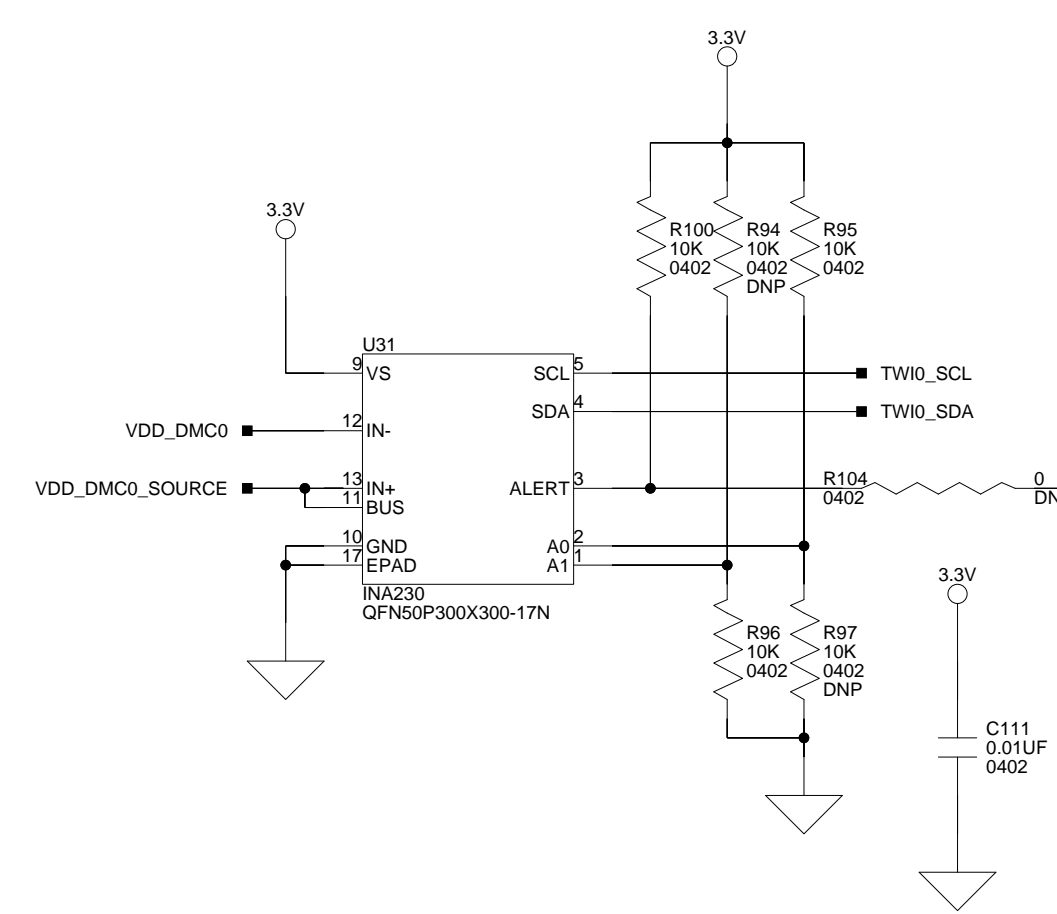 3.3V
R100
10K
0402
R94
10K
0402
DNP
R95
10K
0402
3.3V
U31
9
VS
12
IN-
13
IN+
11
BUS
10
GND
17
EPAD
SCL
5
SDA
4
ALERT
3
A0
2
A1
1
INA230
QFN50P300X300-17N
VDD_DMC0
VDD_DMC0_SOURCE
TWI0_SCL
TWI0_SDA
R104
0402
0
DN
R96
10K
0402
R97
10K
0402
DNP
3.3V
C111
0.01UF
0402